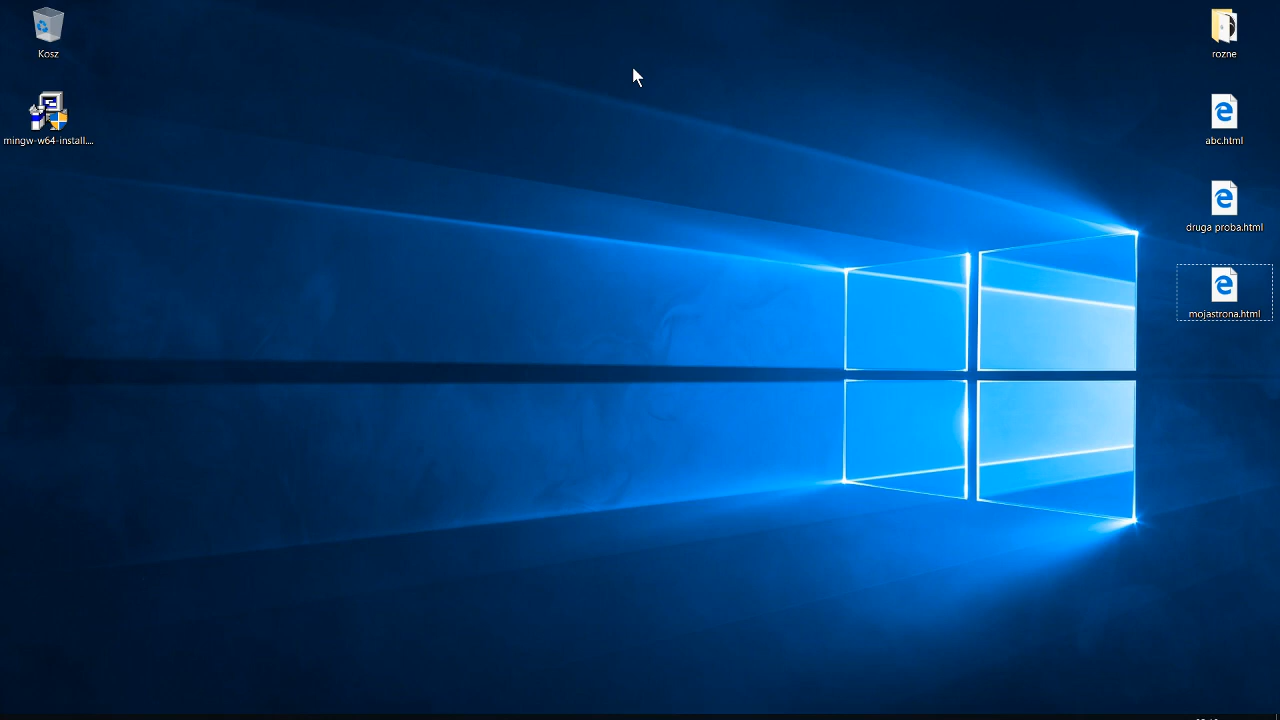 Kosz
mingw-w64-install....
rozne
abc.html
druga proba.html
mojastrona.html